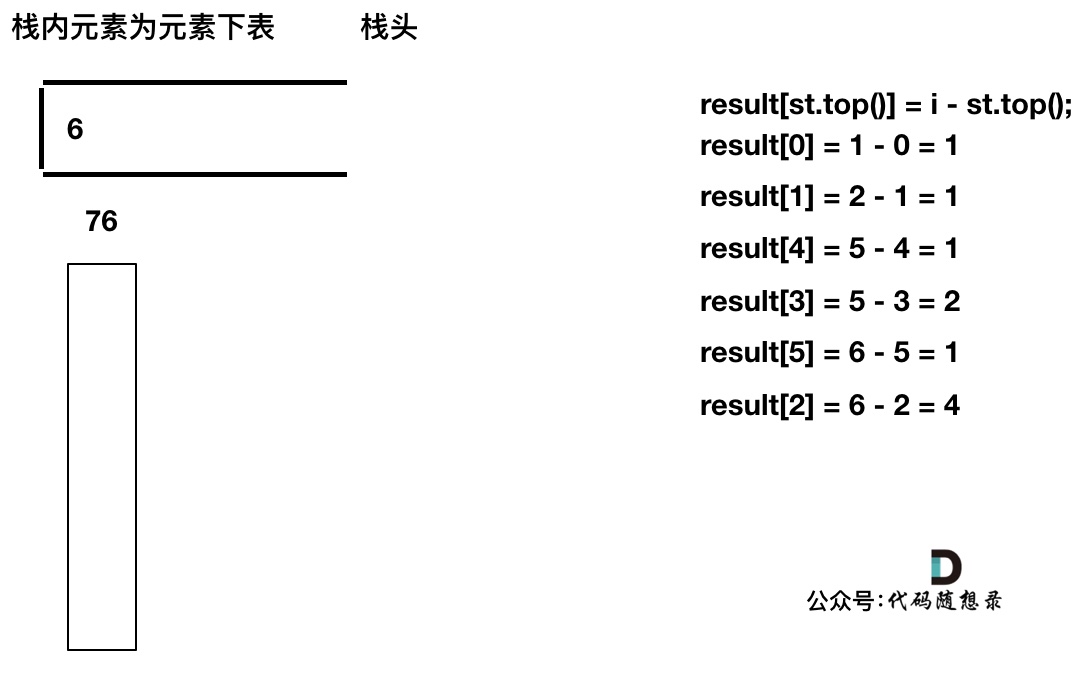 栈内元素为元素下表 栈头
6
76
result[st.top()] = i - st.top();
result[0] = 1 - 0 = 1
result[1] = 2 - 1 = 1
result[4] = 5 - 4 = 1
result[3] = 5 - 3 = 2
result[5] = 6 - 5 = 1
result[2] = 6 - 2 = 4
D
公众号:代码随想录